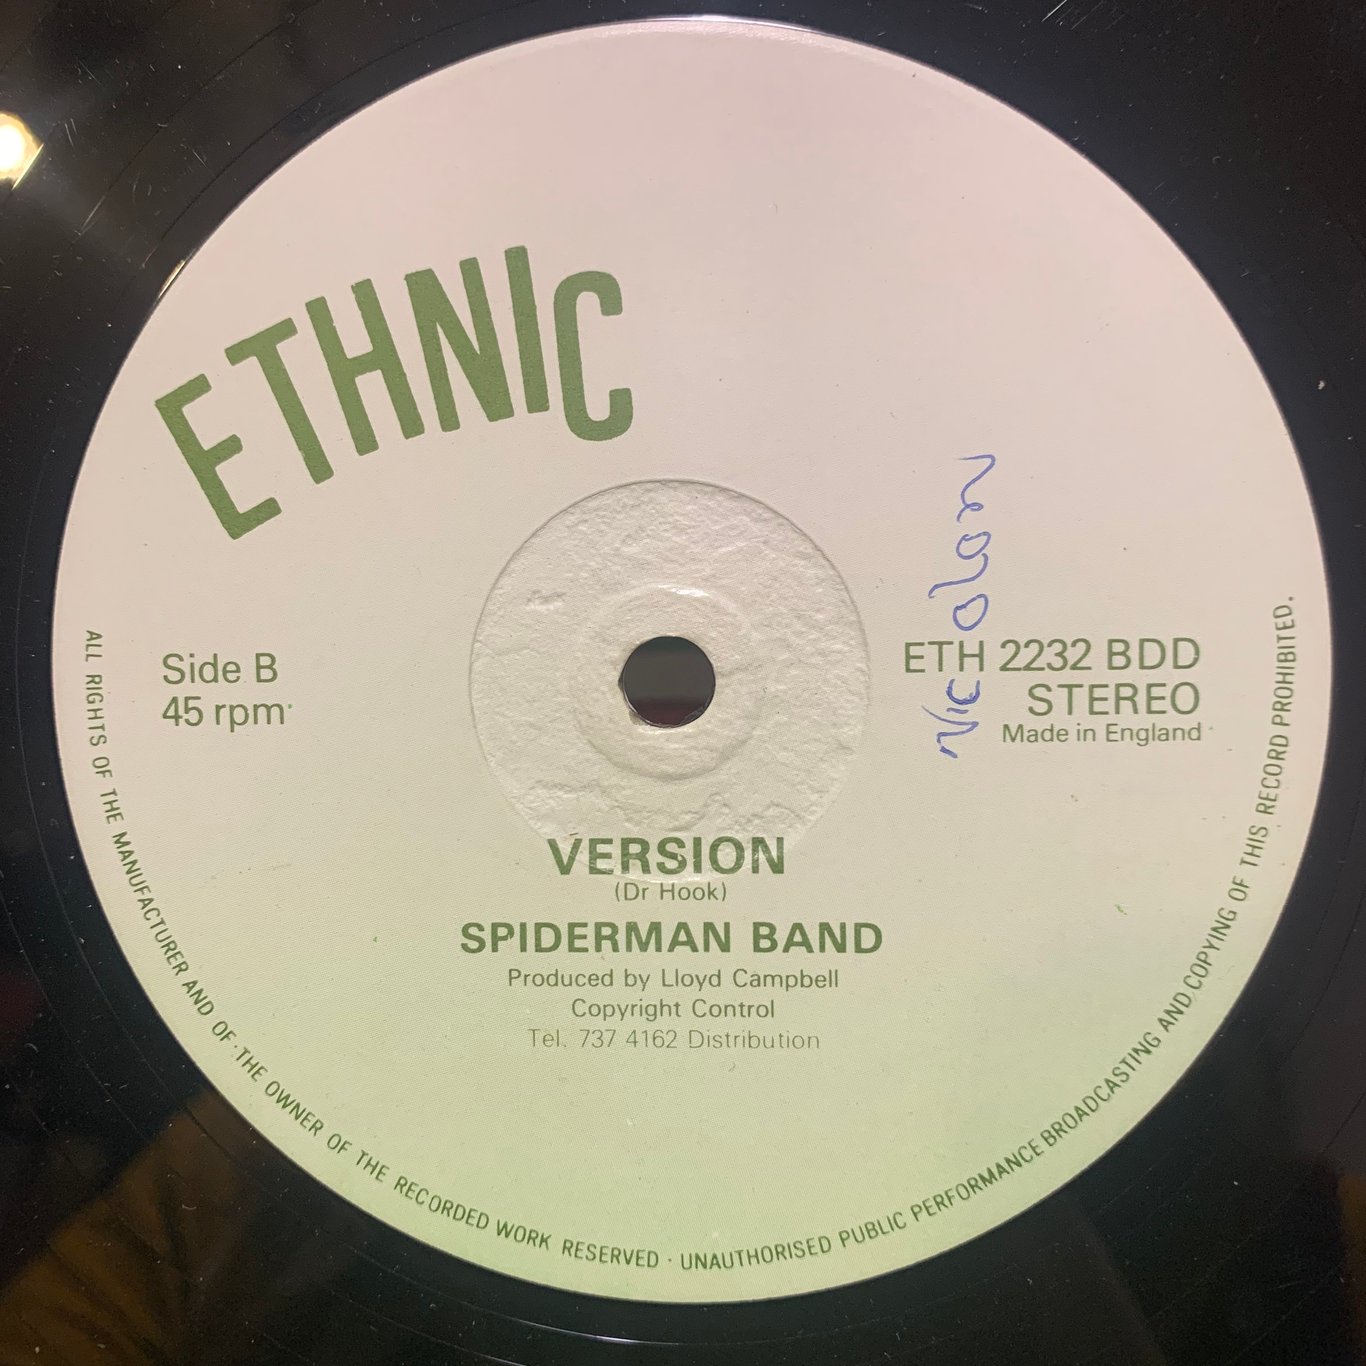 ETHNIC
Side B
45 rpm
ETH 2232 BDD
STEREO
Made in England
VERSION
(Dr Hook)
SPIDERMAN BAND
Produced by Lloyd Campbell
Copyright Control
Tel. 737 4162 Distribution
ALL RIGHTS OF THE MANUFACTURER AND OF THE OWNER OF THE RECORDED WORK RESERVED · UNAUTHORISED PUBLIC PERFORMANCE BROADCASTING AND COPYING OF THIS RECORD PROHIBITED.